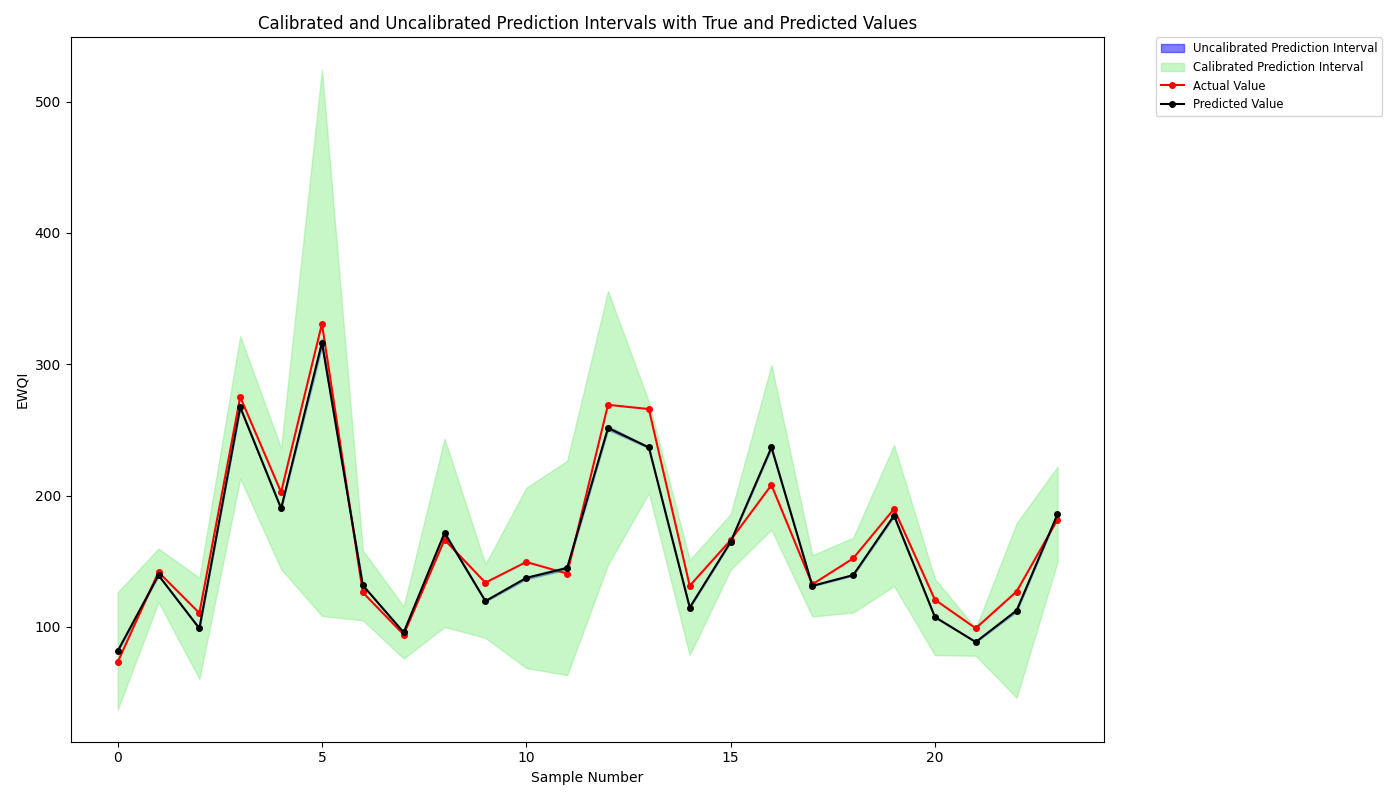 Calibrated and Uncalibrated Prediction Intervals with True and Predicted Values
Uncalibrated Prediction Interval
Calibrated Prediction Interval
Actual Value
Predicted Value
500
400
300
200
100
EWQI
0 5 10 15 20
Sample Number